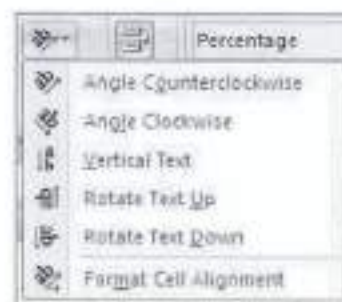 Percentage
Angle Counterclockwise
Angle Clockwise
Vertical Text
Rotate Text Up
Rotate Text Down
Format Cell Alignment